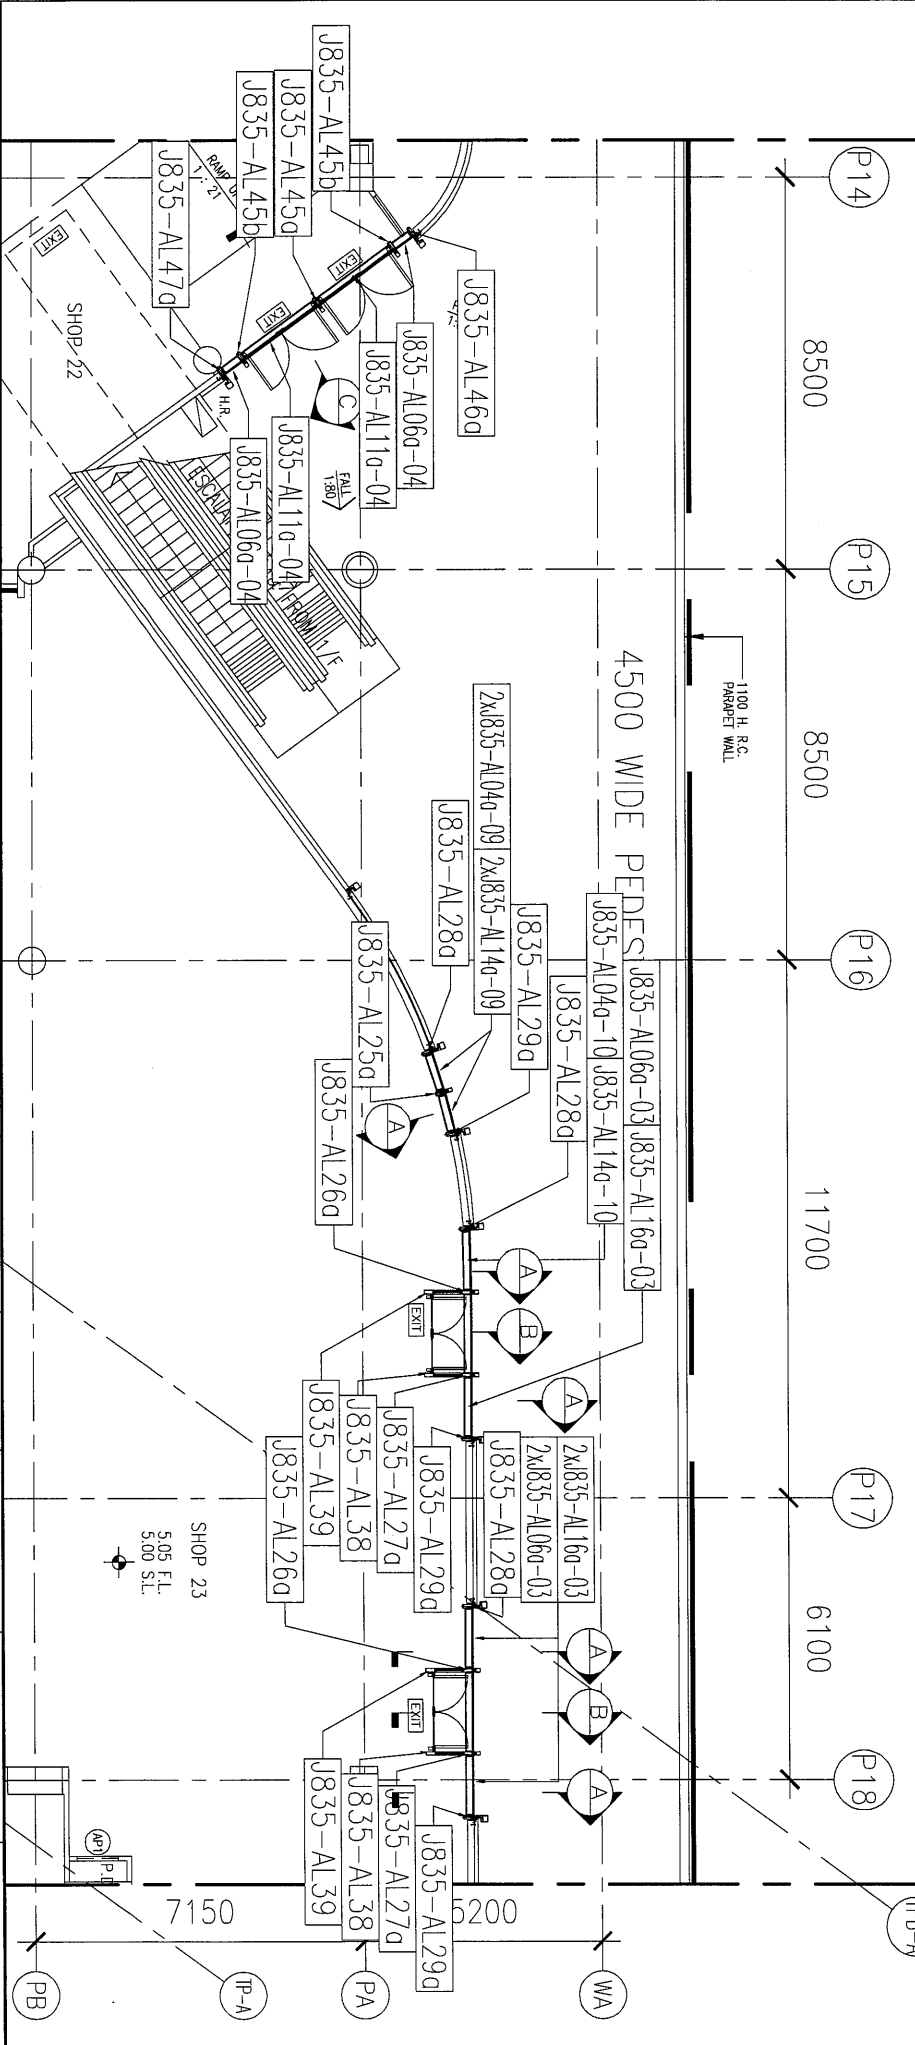 P14
P15
P16
P17
P18
8500
8500
11700
6100
1100 H. R.C.
PARAPET WALL
4500 WIDE PEDES
J835-AL45b
J835-AL45a
J835-AL45b
J835-AL47a
RAMP U
1 : 21
EXIT
SHOP 22
EXIT
EXIT
H.R.
J835-AL46a
J835-AL06a-04
J835-AL11a-04
C
FALL
1:80
J835-AL11a-04
J835-AL06a-04
FROM 1/F
2xJ835-AL04a-09
2xJ835-AL14a-09
J835-AL28a
J835-AL29a
J835-AL25a
J835-AL26a
A
J835-AL06a-03
J835-AL16a-03
J835-AL04a-10
J835-AL14a-10
J835-AL28a
A
B
A
EXIT
J835-AL29a
J835-AL27a
J835-AL38
J835-AL39
J835-AL26a
2xJ835-AL16a-03
2xJ835-AL06a-03
J835-AL28a
A
B
A
SHOP 23
5.05 F.L.
5.00 S.L.
EXIT
J835-AL29a
J835-AL27a
J835-AL38
J835-AL39
AP1
P.D
7150
6200
WA
PA
TP-A
PB